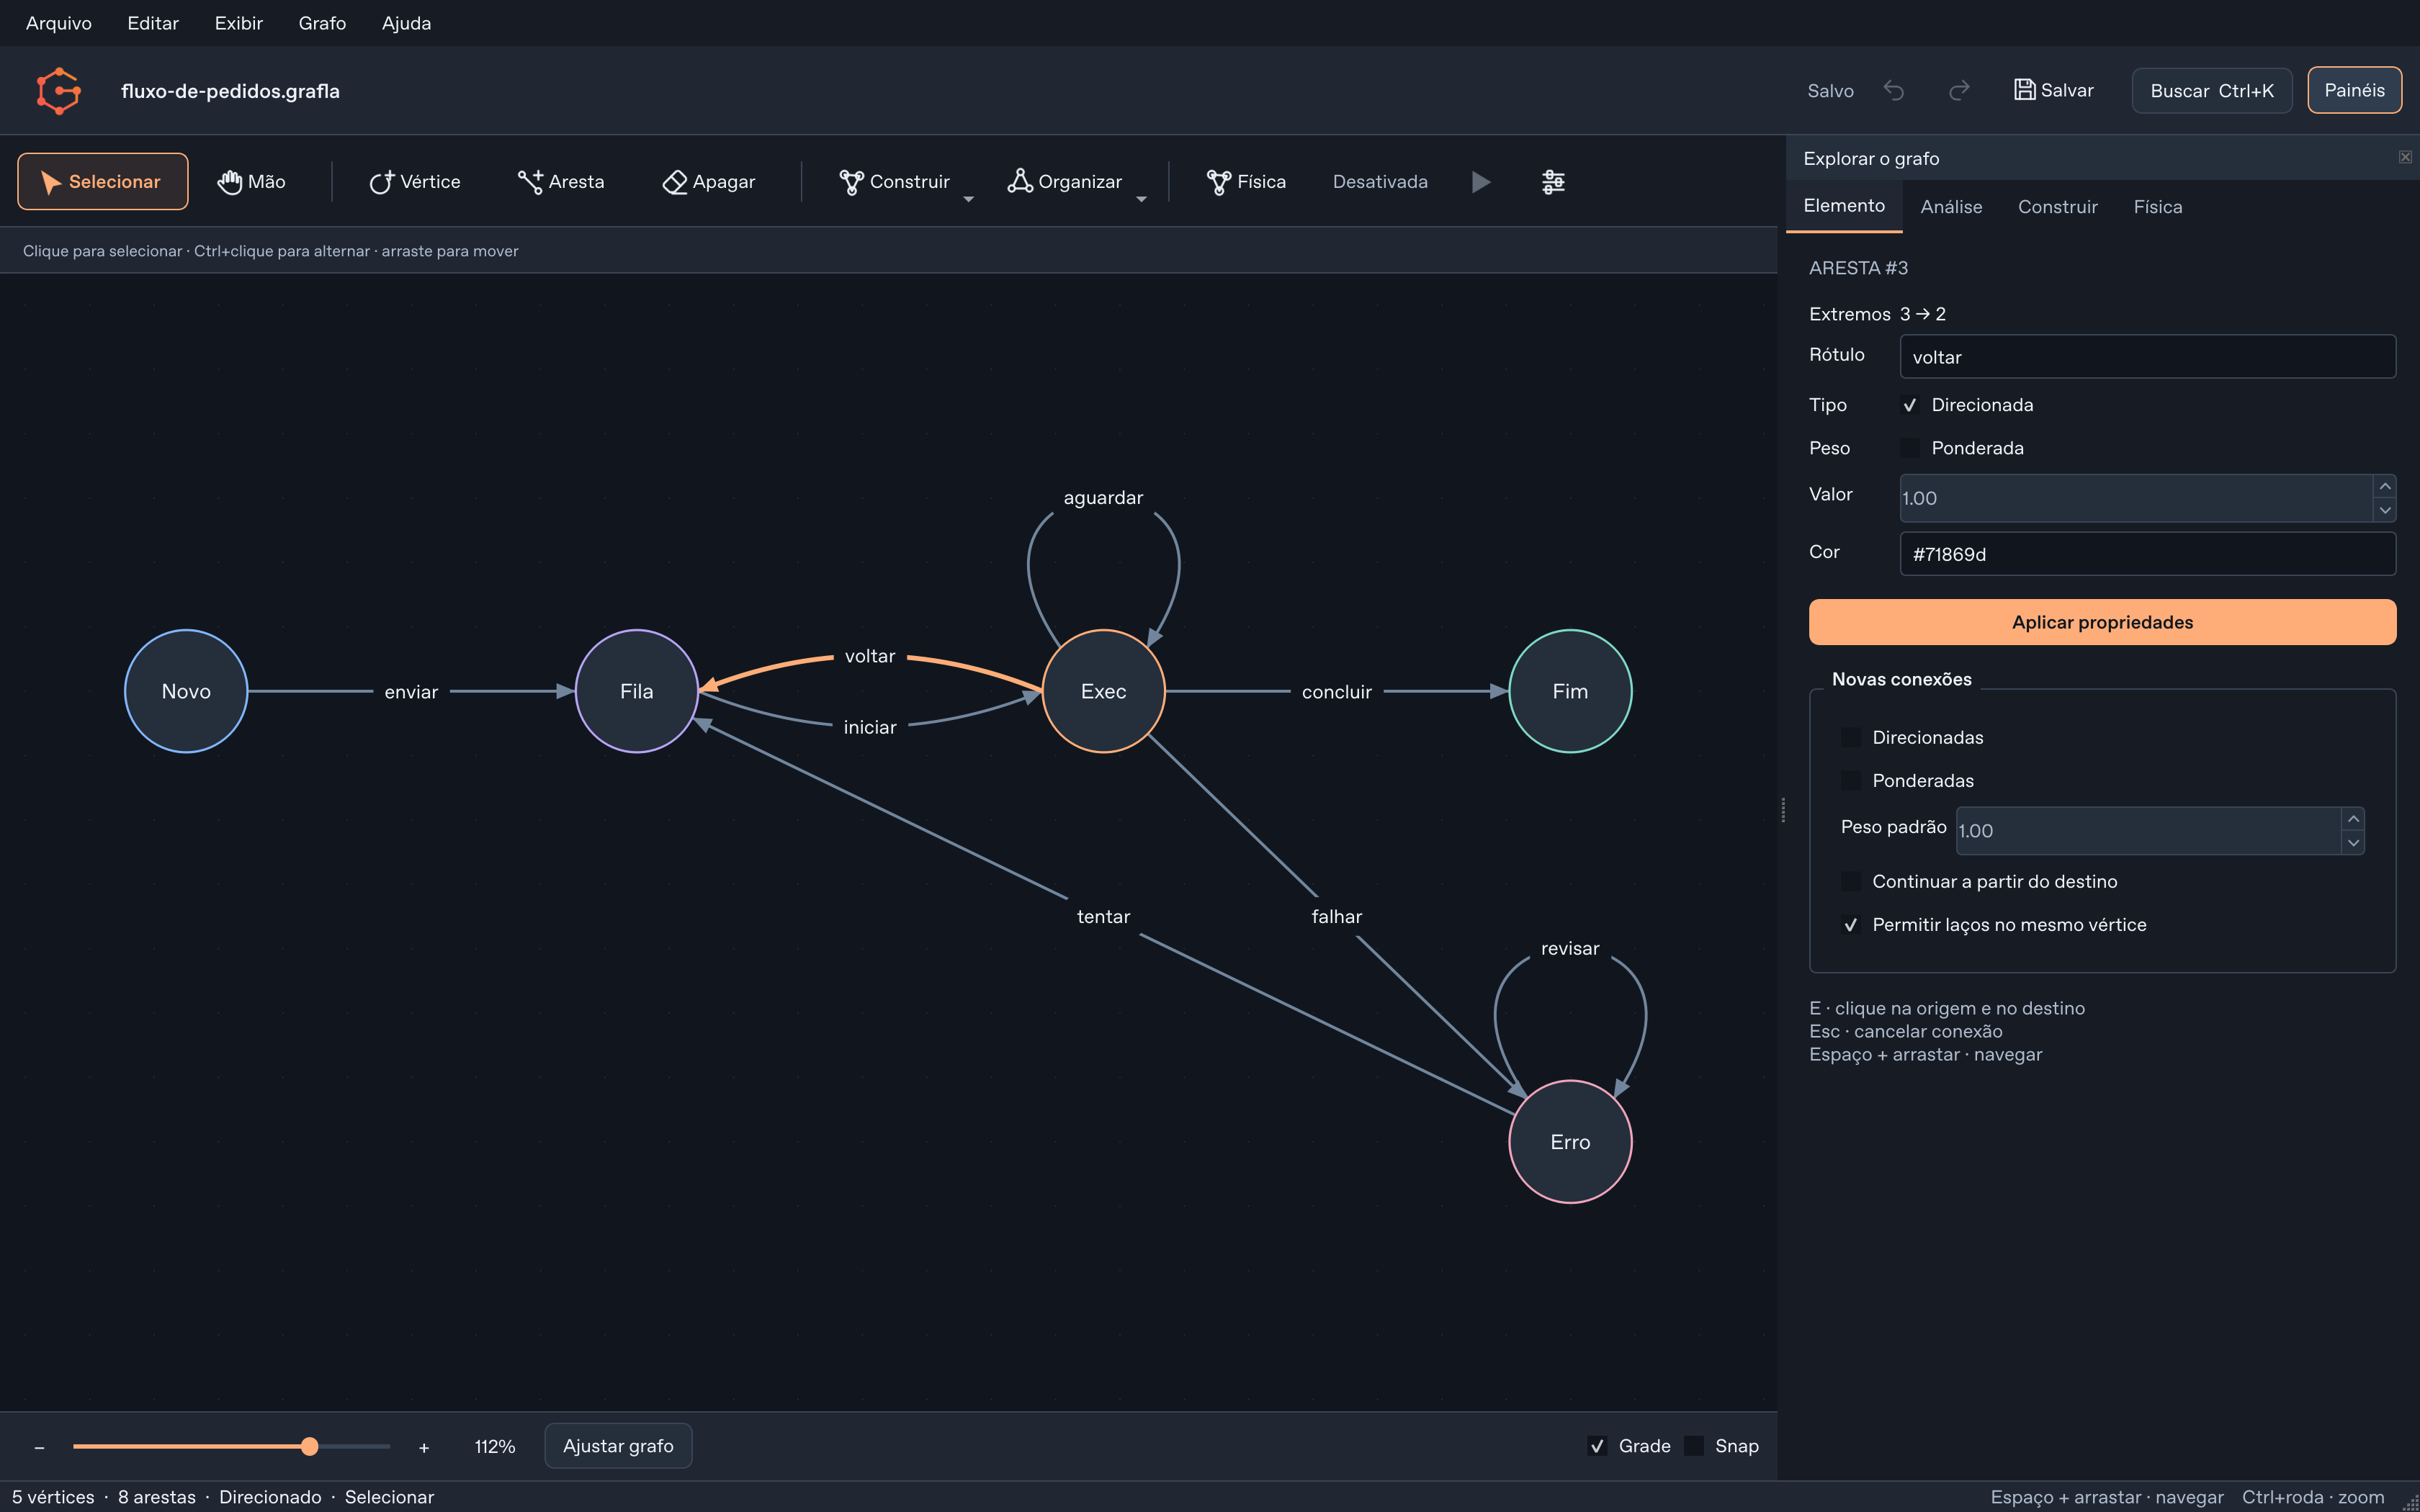 Arquivo Editar Exibir Grafo Ajuda
fluxo-de-pedidos.grafla
Salvo Salvar Buscar Ctrl+K Painéis
Selecionar Mão Vértice Aresta Apagar Construir Organizar Física Desativada
Clique para selecionar · Ctrl+clique para alternar · arraste para mover
aguardar
voltar
Novo enviar Fila Exec concluir Fim
iniciar
tentar falhar
revisar
Erro
Explorar o grafo
Elemento Análise Construir Física
ARESTA #3
Extremos 3 → 2
Rótulo voltar
Tipo ✓ Direcionada
Peso Ponderada
Valor 1.00
Cor #71869d
Aplicar propriedades
Novas conexões
Direcionadas
Ponderadas
Peso padrão 1.00
Continuar a partir do destino
✓ Permitir laços no mesmo vértice
E · clique na origem e no destino
Esc · cancelar conexão
Espaço + arrastar · navegar
− + 112% Ajustar grafo ✓ Grade Snap
5 vértices · 8 arestas · Direcionado · Selecionar
Espaço + arrastar · navegar Ctrl+roda · zoom